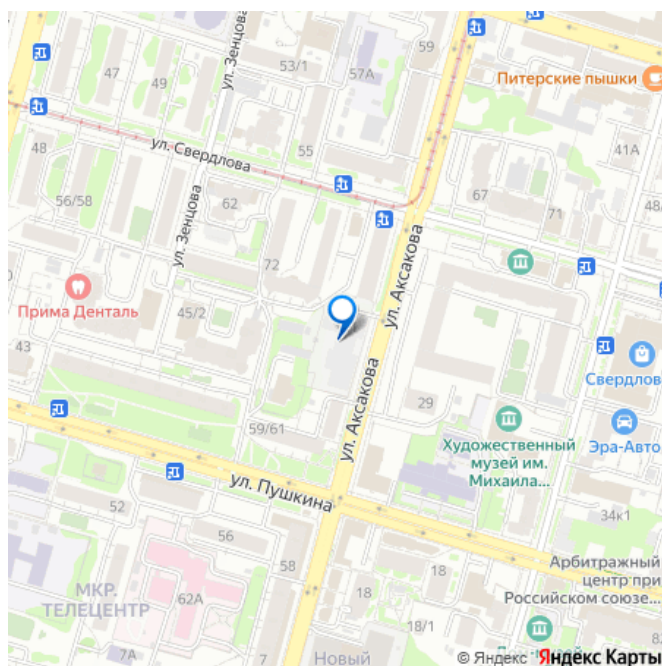 59
ул. Зенцова
53/1
57А
47
49
Питерские пышки
ул. Свердлова
55
48
41А
56/58
62
67
71
ул. Зенцова
72
ул. Аксакова
Прима Денталь
45/2
43
Свердлов
ул. Аксакова
29
59/61
Художественный
музей им.
Михаила...
Эра-Авто
ул. Пушкина
52
56
34к1
58
Арбитражный
центр при
Российском союзе...
МКР.
ТЕЛЕЦЕНТР
62А
18
18
18/1
7А
Новый
© Яндекс Яндекс Карты